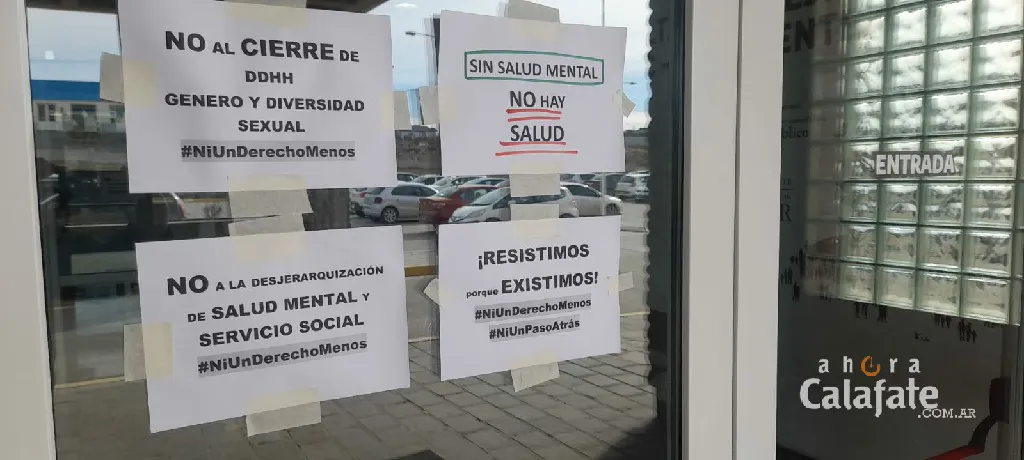 NO AL CIERRE DE
DDHH
GENERO Y DIVERSIDAD
SEXUAL
#NiUnDerechoMenos
SIN SALUD MENTAL
NO HAY
SALUD
NO A LA DESJERARQUIZACIÓN
DE SALUD MENTAL Y
SERVICIO SOCIAL
#NiUnDerechoMenos
¡RESISTIMOS
porque EXISTIMOS!
#NiUnDerechoMenos
#NiUnPasoAtrás
ENTRADA
ahora
Calafate
.COM.AR